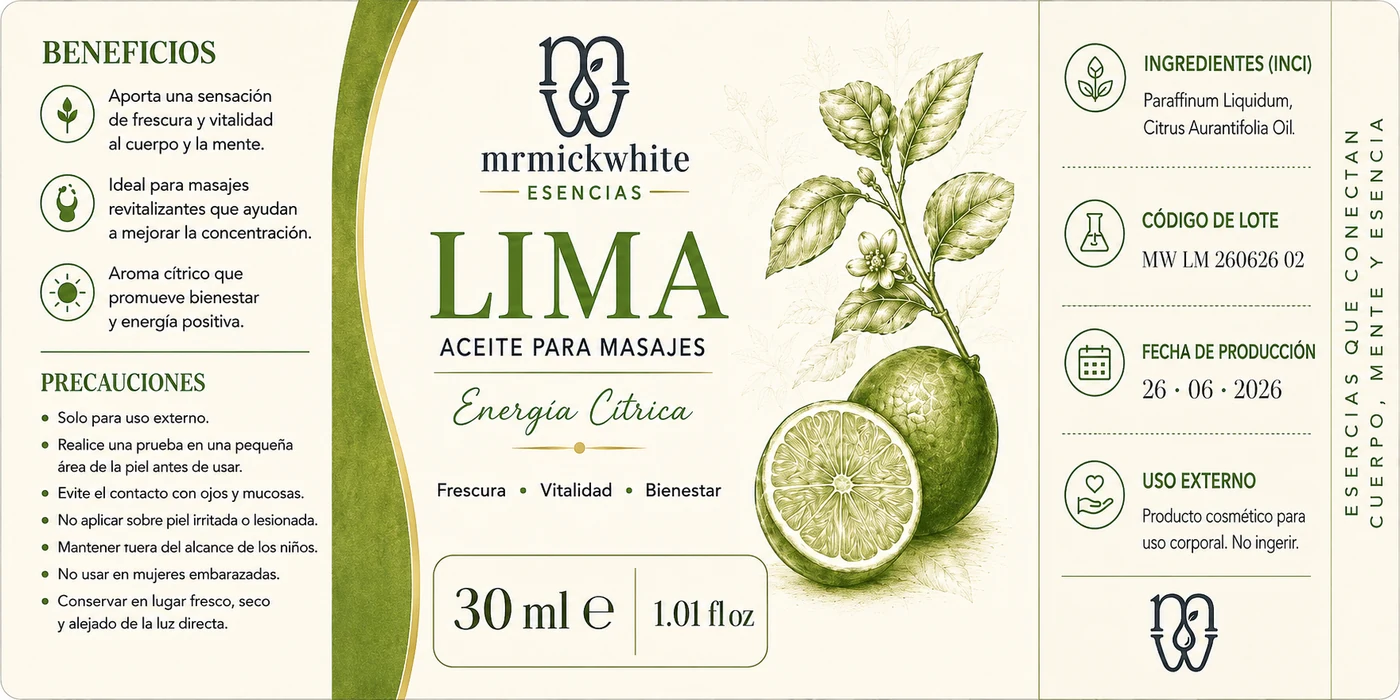 BENEFICIOS
Aporta una sensación
de frescura y vitalidad
al cuerpo y la mente.
Ideal para masajes
revitalizantes que ayudan
a mejorar la concentración.
Aroma cítrico que
promueve bienestar
y energía positiva.
PRECAUCIONES
• Solo para uso externo.
• Realice una prueba en una pequeña
área de la piel antes de usar.
• Evite el contacto con ojos y mucosas.
• No aplicar sobre piel irritada o lesionada.
• Mantener tuera del alcance de los niños.
• No usar en mujeres embarazadas.
• Conservar en lugar fresco, seco
y alejado de la luz directa.
mrmickwhite
ESENCIAS
LIMA
ACEITE PARA MASAJES
Energía Cítrica
Frescura • Vitalidad • Bienestar
30 ml ℮
1.01 fl oz
INGREDIENTES (INCI)
Paraffinum Liquidum,
Citrus Aurantifolia Oil.
CÓDIGO DE LOTE
MW LM 260626 02
FECHA DE PRODUCCIÓN
26 · 06 · 2026
USO EXTERNO
Producto cosmético para
uso corporal. No ingerir.
ESERCIAS QUE CONECTAN
CUERPO, MENTE Y ESENCIA